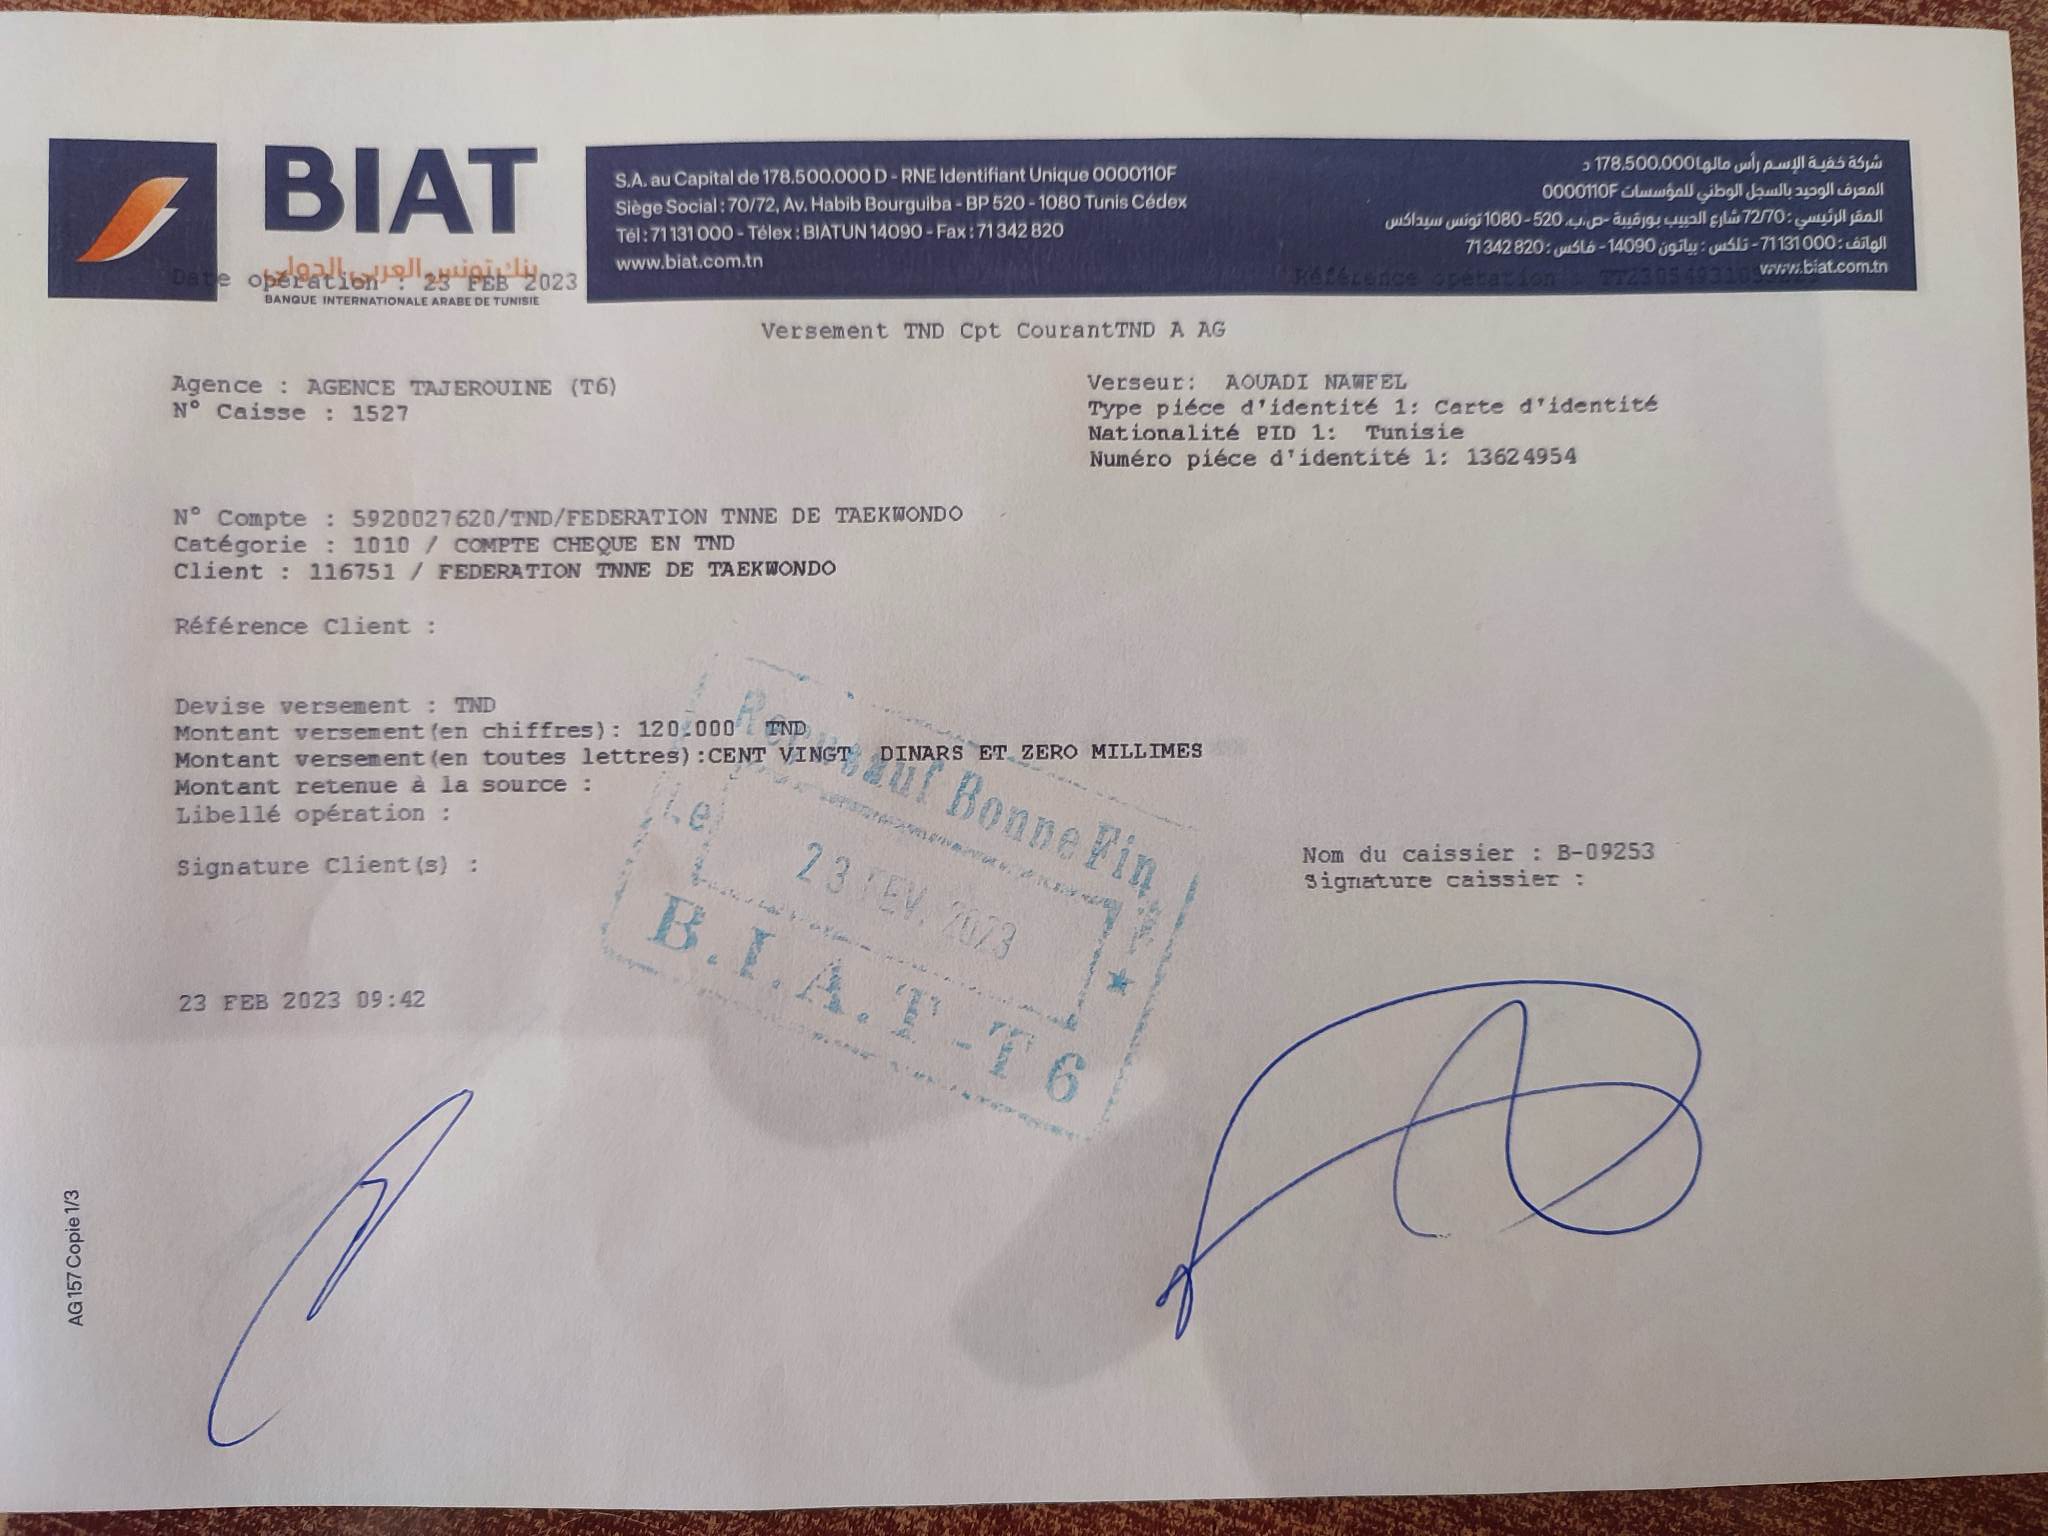 BIAT
بنك تونس العربي الدولي
BANQUE INTERNATIONALE ARABE DE TUNISIE
S.A. au Capital de 178.500.000 D - RNE Identifiant Unique 0000110F
Siège Social : 70/72, Av. Habib Bourguiba - BP 520 - 1080 Tunis Cédex
Tél : 71 131 000 - Télex : BIATUN 14090 - Fax : 71 342 820
www.biat.com.tn
شركة خفية الإسم رأس مالها 178.500.000 د
المعرف الوحيد بالسجل الوطني للمؤسسات 0000110F
المقر الرئيسي : 72/70 شارع الحبيب بورقيبة -ص.ب. 520 - 1080 تونس سيداكس
الهاتف : 71131000 - تلكس : بياتون 14090 - فاكس : 71342820
www.biat.com.tn
Date opération : 23 FEB 2023
Référence opération :
Versement TND Cpt CourantTND A AG
Agence : AGENCE TAJEROUINE (T6)
N° Caisse : 1527
Verseur: AOUADI NAWFEL
Type piéce d'identité 1: Carte d'identité
Nationalité PID 1: Tunisie
Numéro piéce d'identité 1: 13624954
N° Compte : 5920027620/TND/FEDERATION TNNE DE TAEKWONDO
Catégorie : 1010 / COMPTE CHEQUE EN TND
Client : 116751 / FEDERATION TNNE DE TAEKWONDO
Référence Client :
Devise versement : TND
Montant versement(en chiffres): 120.000 TND
Montant versement(en toutes lettres):CENT VINGT DINARS ET ZERO MILLIMES
Montant retenue à la source :
Libellé opération :
Signature Client(s) :
Nom du caissier : B-09253
Signature caissier :
23 FEB 2023 09:42
sauf Bonne Fin
Le
23 FEV. 2023
B.I.A.T - T6
AG 157 Copie 1/3